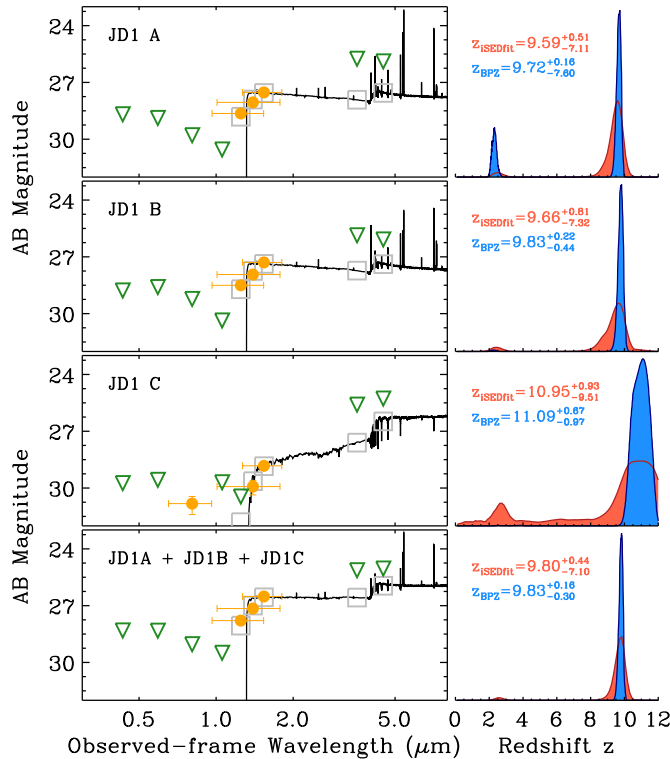 JD1 A
z_iSEDfit=9.59 +0.51 -7.11
z_BPZ=9.72 +0.16 -7.60
24
27
30
AB Magnitude
JD1 B
z_iSEDfit=9.66 +0.81 -7.32
z_BPZ=9.83 +0.22 -0.44
24
27
30
JD1 C
z_iSEDfit=10.95 +0.93 -9.51
z_BPZ=11.09 +0.67 -0.97
24
27
30
AB Magnitude
JD1A + JD1B + JD1C
z_iSEDfit=9.80 +0.44 -7.10
z_BPZ=9.83 +0.16 -0.30
24
27
30
0.5 1.0 2.0 5.0
0 2 4 6 8 10 12
Observed-frame Wavelength (μm)
Redshift z